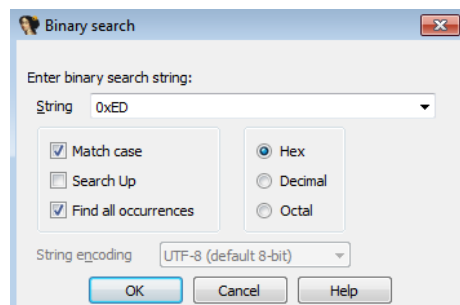 Binary search
Enter binary search string:
String 0xED
Match case
Hex
Search Up
Decimal
Find all occurrences
Octal
String encoding UTF-8 (default 8-bit)
OK Cancel Help